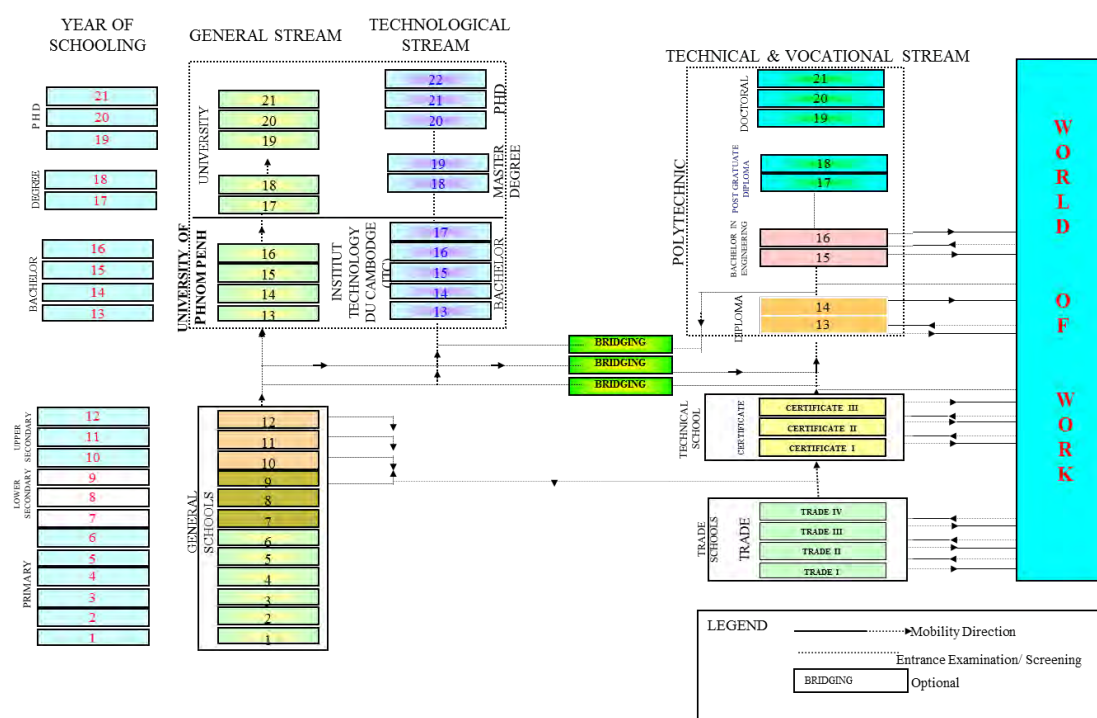 YEAR OF
SCHOOLING
PHD
21
20
19
DEGREE
18
17
BACHELOR
16
15
14
13
UPPER
SECONDARY
12
11
10
LOWER
SECONDARY
9
8
7
PRIMARY
6
5
4
3
2
1
GENERAL STREAM
UNIVERSITY
21
20
19
18
17
UNIVERSITY OF
PHNOM PENH
16
15
14
13
GENERAL
SCHOOLS
12
11
10
9
8
7
6
5
4
3
2
1
TECHNOLOGICAL
STREAM
PHD
22
21
20
MASTER
DEGREE
19
18
INSTITUT
TECHNOLOGY
DU CAMBODGE
(ITC)
BACHELOR
17
16
15
14
13
BRIDGING
BRIDGING
BRIDGING
TECHNICAL & VOCATIONAL STREAM
POLYTECHNIC
DOCTORAL
21
20
19
POST GRATUATE
DIPLOMA
18
17
BACHELOR IN
ENGINEERING
16
15
DIPLOMA
14
13
TECHNICAL
SCHOOL
CERTIFICATE
CERTIFICATE III
CERTIFICATE II
CERTIFICATE I
TRADE
SCHOOLS
TRADE
TRADE IV
TRADE III
TRADE II
TRADE I
WORLD
OF
WORK
LEGEND
Mobility Direction
Entrance Examination/ Screening
BRIDGING
Optional